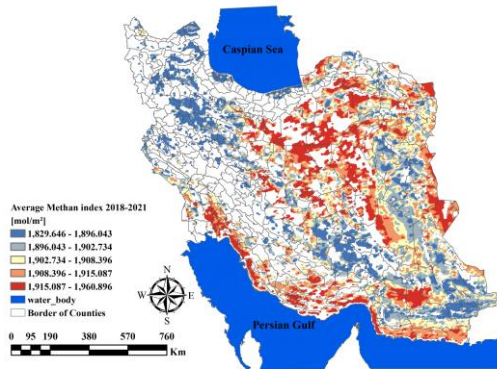 Caspian Sea
Average Methan index 2018-2021
[mol/m²]
1,829.646 - 1,896.043
1,896.043 - 1,902.734
1,902.734 - 1,908.396
1,908.396 - 1,915.087
1,915.087 - 1,960.896
water_body
Border of Counties
N
W E
S
Persian Gulf
0 95 190 380 570 760
Km